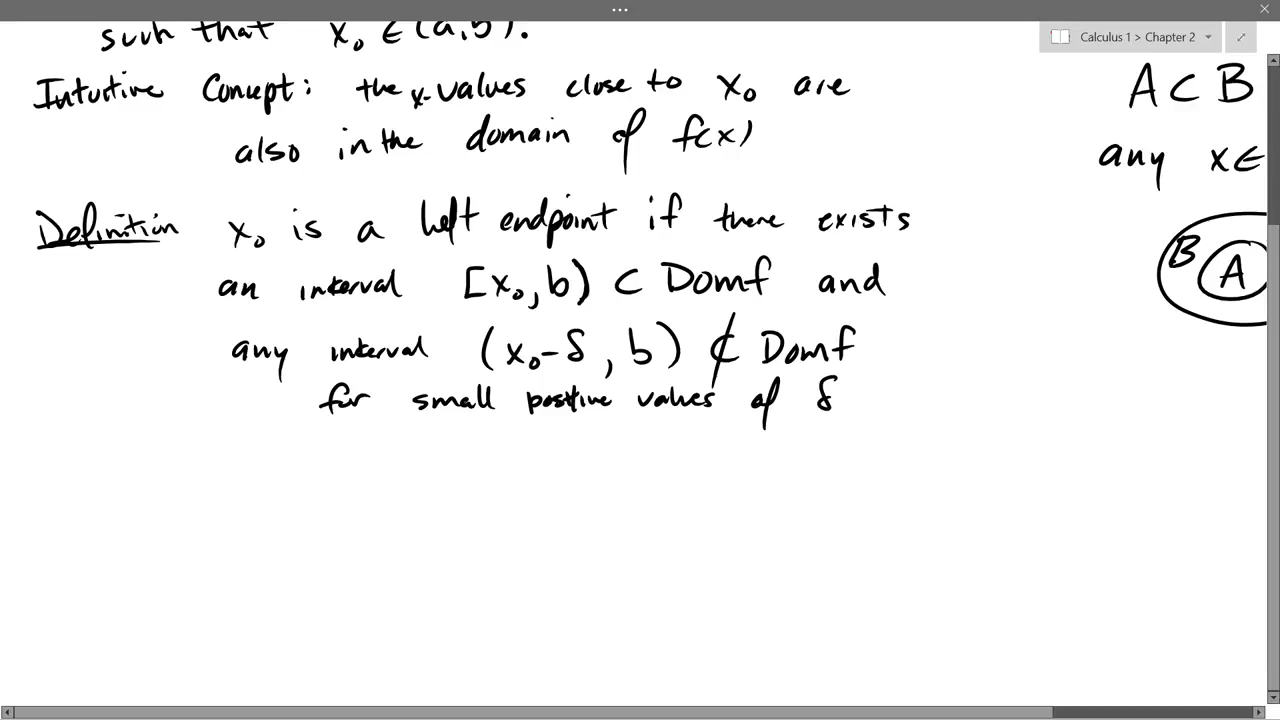 ...
Calculus 1 > Chapter 2
such that x₀ ∈ (a,b).
Intuitive Concept: the x-values close to x₀ are
also in the domain of f(x)
Definition x₀ is a left endpoint if there exists
an interval [x₀, b) ⊂ Domf and
any interval (x₀-δ, b) ⊄ Domf
for small positive values of δ
A ⊂ B
any x ∈
B
A